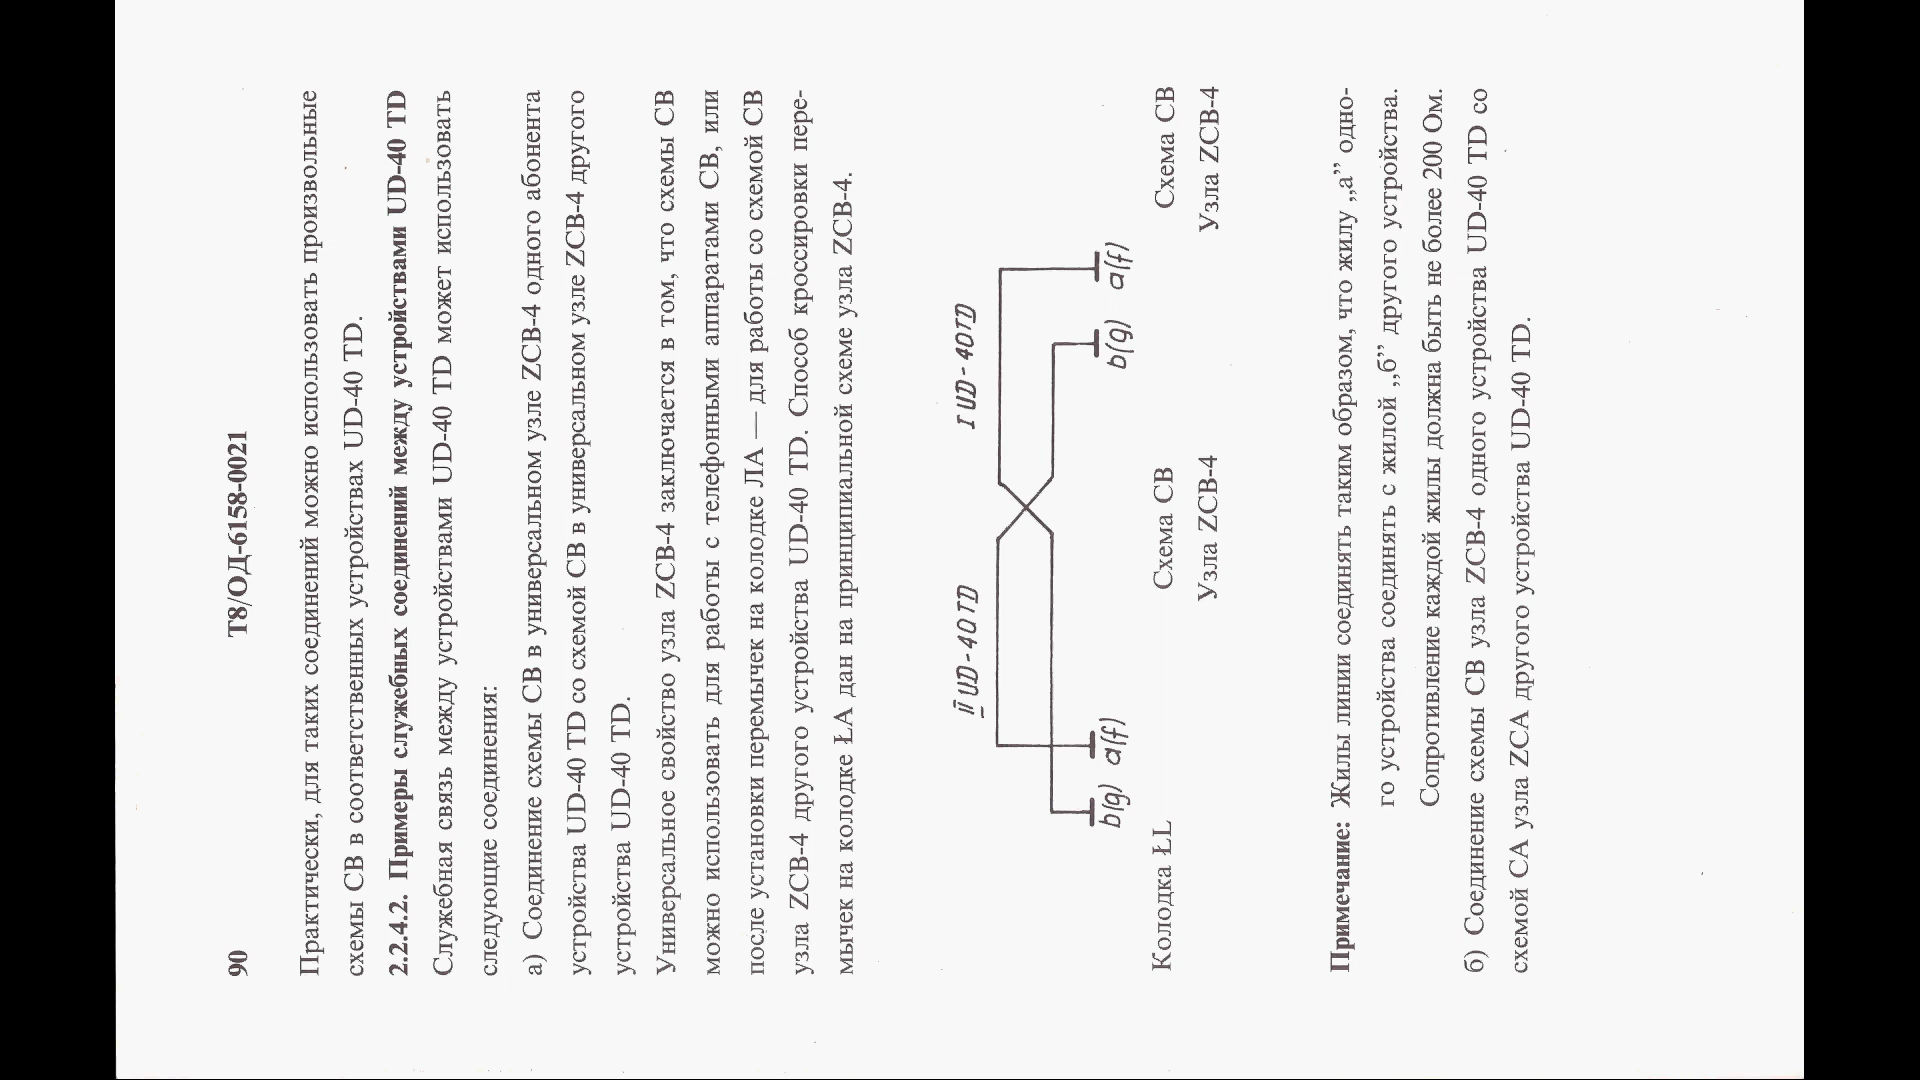 90 Т8/ОД-6158-0021
Практически, для таких соединений можно использовать произвольные
схемы СВ в соответственных устройствах UD-40 TD.
2.2.4.2. Примеры служебных соединений между устройствами UD-40 TD
Служебная связь между устройствами UD-40 TD может использовать
следующие соединения:
а) Соединение схемы СВ в универсальном узле ZCB-4 одного абонента
устройства UD-40 TD со схемой СВ в универсальном узле ZCB-4 другого
устройства UD-40 TD.
Универсальное свойство узла ZCB-4 заключается в том, что схемы СВ
можно использовать для работы с телефонными аппаратами СВ, или
после установки перемычек на колодке ЛА — для работы со схемой СВ
узла ZCB-4 другого устройства UD-40 TD. Способ кроссировки пере-
мычек на колодке ŁA дан на принципиальной схеме узла ZCB-4.
II UD-40TD I UD-40TD
b(g) a(f) b(g) a(f)
Колодка ŁL Схема СВ Схема СВ
Узла ZCB-4 Узла ZCB-4
Примечание: Жилы линии соединять таким образом, что жилу „а” одно-
го устройства соединять с жилой „б” другого устройства.
Сопротивление каждой жилы должна быть не более 200 Ом.
б) Соединение схемы СВ узла ZCB-4 одного устройства UD-40 TD со
схемой СА узла ZCA другого устройства UD-40 TD.